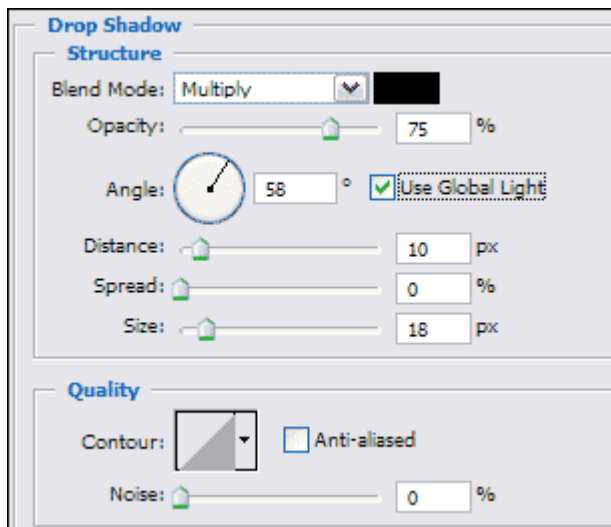 Drop Shadow
Structure
Blend Mode: Multiply
Opacity: 75 %
Angle: 58 ° Use Global Light
Distance: 10 px
Spread: 0 %
Size: 18 px
Quality
Contour: Anti-aliased
Noise: 0 %